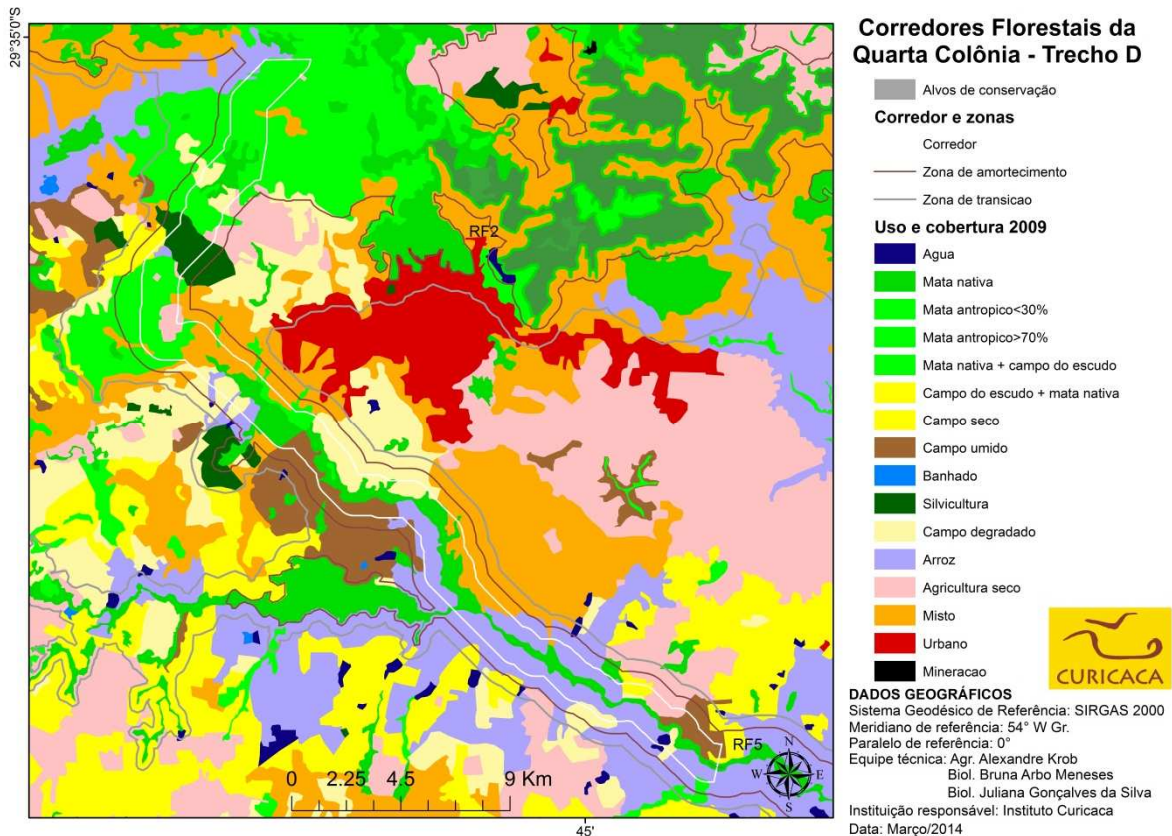 29°35'0"S
RF2
RF5
N
W
E
S
0 2.25 4.5 9 Km
45'
Corredores Florestais da
Quarta Colônia - Trecho D
Alvos de conservação
Corredor e zonas
Corredor
Zona de amortecimento
Zona de transicao
Uso e cobertura 2009
Agua
Mata nativa
Mata antropico<30%
Mata antropico>70%
Mata nativa + campo do escudo
Campo do escudo + mata nativa
Campo seco
Campo umido
Banhado
Silvicultura
Campo degradado
Arroz
Agricultura seco
Misto
Urbano
Mineracao
CURICACA
DADOS GEOGRÁFICOS
Sistema Geodésico de Referência: SIRGAS 2000
Meridiano de referência: 54° W Gr.
Paralelo de referência: 0°
Equipe técnica: Agr. Alexandre Krob
Biol. Bruna Arbo Meneses
Biol. Juliana Gonçalves da Silva
Instituição responsável: Instituto Curicaca
Data: Março/2014